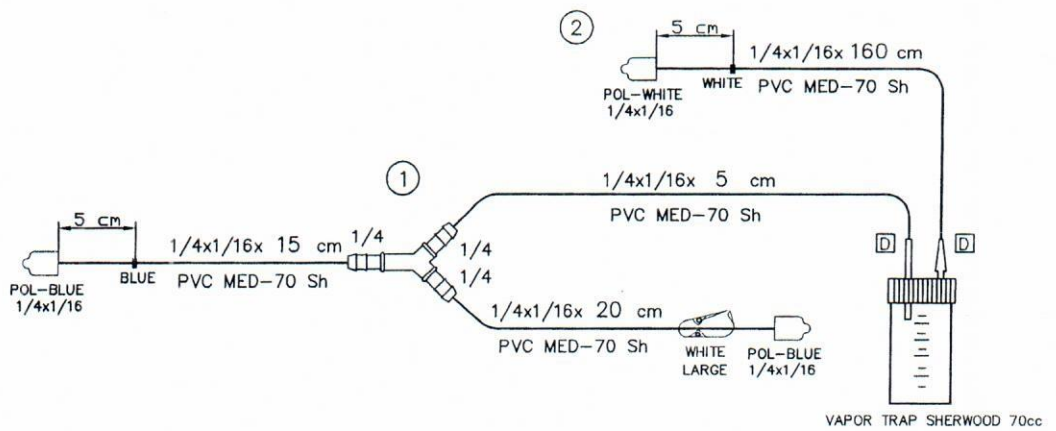 2
5 cm
1/4x1/16x 160 cm
WHITE
PVC MED-70 Sh
POL-WHITE
1/4x1/16
1
1/4x1/16x 5 cm
PVC MED-70 Sh
5 cm
1/4x1/16x 15 cm
1/4
1/4
1/4
BLUE
PVC MED-70 Sh
POL-BLUE
1/4x1/16
1/4x1/16x 20 cm
PVC MED-70 Sh
WHITE
LARGE
POL-BLUE
1/4x1/16
D
D
VAPOR TRAP SHERWOOD 70cc